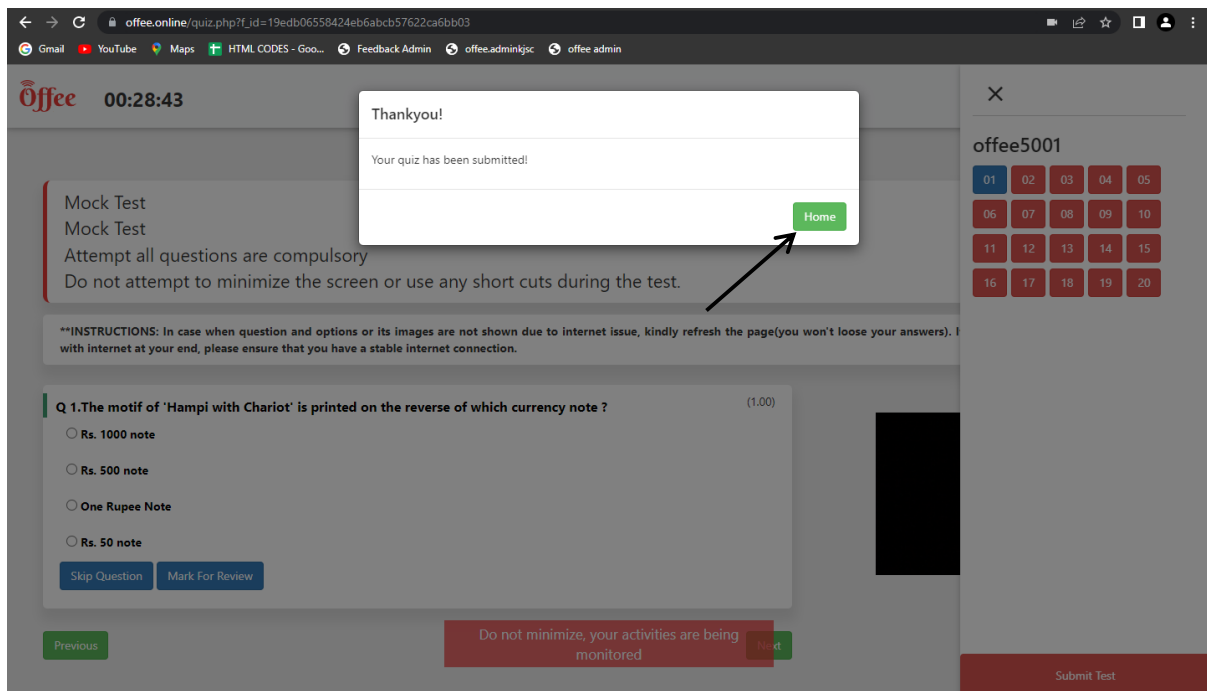 offee.online/quiz.php?f_id=19edb06558424eb6abcb57622ca6bb03
Gmail YouTube Maps HTML CODES - Goo... Feedback Admin offee.adminkjsc offee admin
Öffee 00:28:43
Thankyou!
Your quiz has been submitted!
Home
offee5001
01 02 03 04 05
06 07 08 09 10
11 12 13 14 15
16 17 18 19 20
Mock Test
Mock Test
Attempt all questions are compulsory
Do not attempt to minimize the screen or use any short cuts during the test.
**INSTRUCTIONS: In case when question and options or its images are not shown due to internet issue, kindly refresh the page(you won't loose your answers). I
with internet at your end, please ensure that you have a stable internet connection.
Q 1.The motif of 'Hampi with Chariot' is printed on the reverse of which currency note ? (1.00)
Rs. 1000 note
Rs. 500 note
One Rupee Note
Rs. 50 note
Skip Question Mark For Review
Previous
Do not minimize, your activities are being
monitored
Next
Submit Test